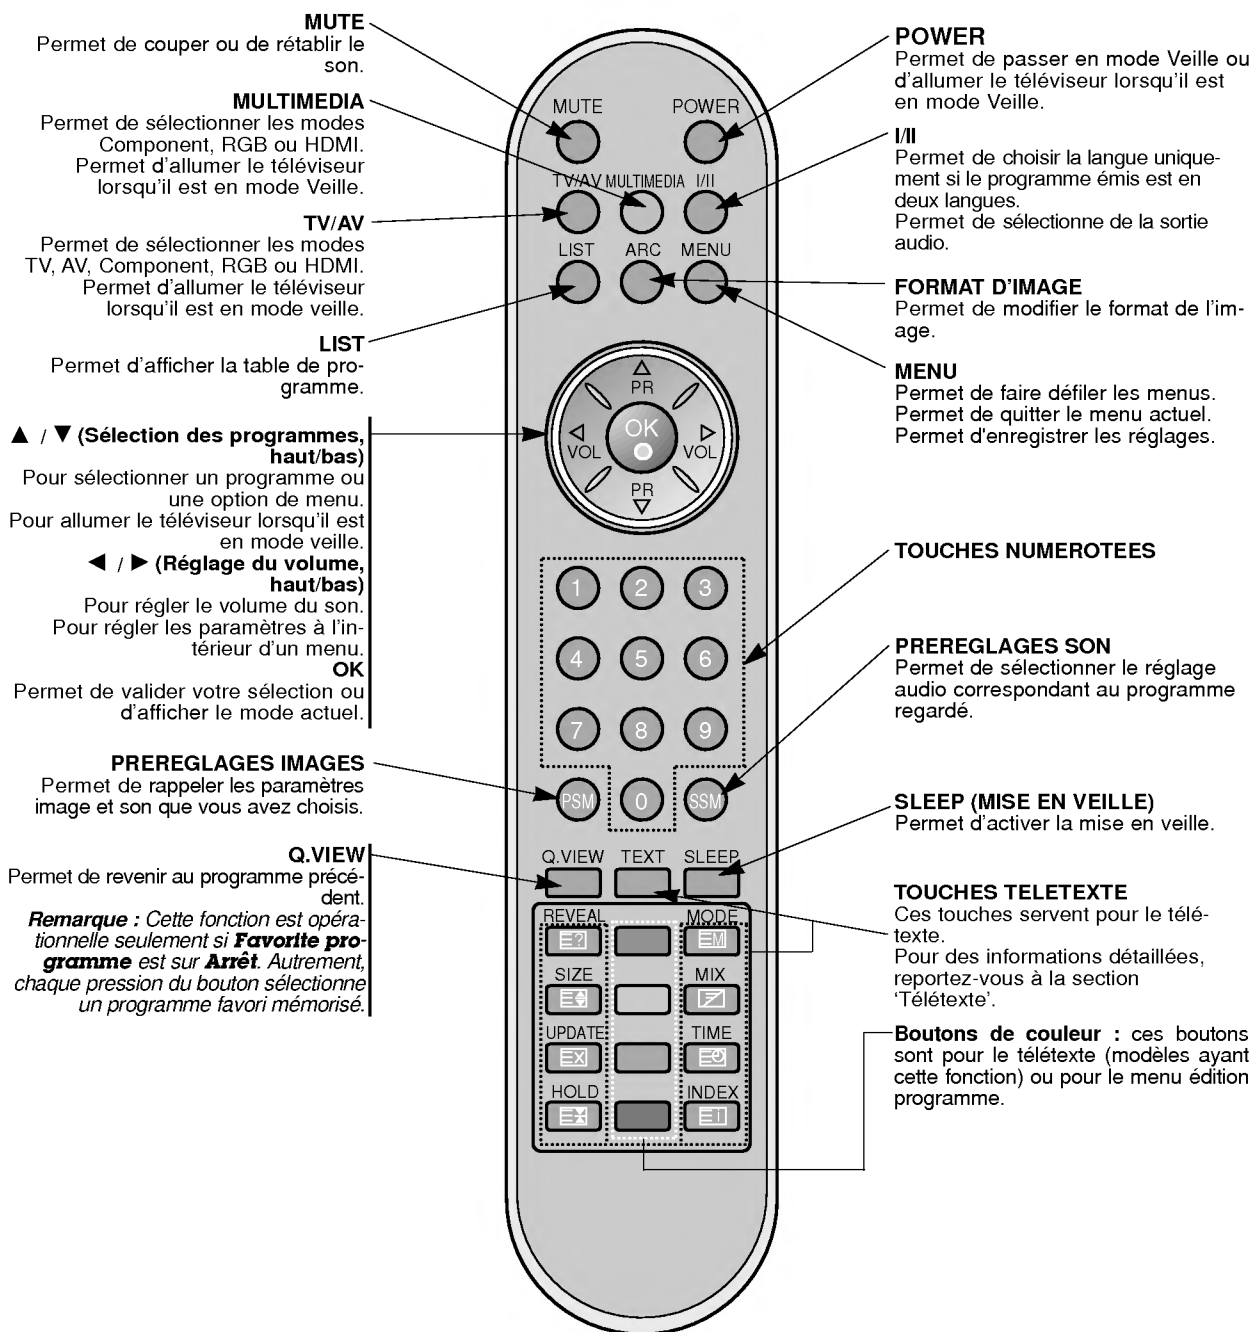 MUTE
Permet de couper ou de rétablir le
son.
MULTIMEDIA
Permet de sélectionner les modes
Component, RGB ou HDMI.
Permet d'allumer le téléviseur
lorsqu'il est en mode Veille.
TV/AV
Permet de sélectionner les modes
TV, AV, Component, RGB ou HDMI.
Permet d'allumer le téléviseur
lorsqu'il est en mode veille.
LIST
Permet d'afficher la table de pro-
gramme.
▲ / ▼ (Sélection des programmes,
haut/bas)
Pour sélectionner un programme ou
une option de menu.
Pour allumer le téléviseur lorsqu'il est
en mode veille.
◀ / ▶ (Réglage du volume,
haut/bas)
Pour régler le volume du son.
Pour régler les paramètres à l'in-
térieur d'un menu.
OK
Permet de valider votre sélection ou
d'afficher le mode actuel.
PREREGLAGES IMAGES
Permet de rappeler les paramètres
image et son que vous avez choisis.
Q.VIEW
Permet de revenir au programme précé-
dent.
Remarque : Cette fonction est opéra-
tionnelle seulement si Favorite pro-
gramme est sur Arrêt. Autrement,
chaque pression du bouton sélectionne
un programme favori mémorisé.
MUTE POWER
TV/AV MULTIMEDIA I/II
LIST ARC MENU
PR
VOL OK VOL
PR
1 2 3
4 5 6
7 8 9
PSM 0 SSM
Q.VIEW TEXT SLEEP
REVEAL MODE
? M
SIZE MIX
UPDATE TIME
X
HOLD INDEX
i
POWER
Permet de passer en mode Veille ou
d'allumer le téléviseur lorsqu'il est
en mode Veille.
I/II
Permet de choisir la langue unique-
ment si le programme émis est en
deux langues.
Permet de sélectionne de la sortie
audio.
FORMAT D'IMAGE
Permet de modifier le format de l'im-
age.
MENU
Permet de faire défiler les menus.
Permet de quitter le menu actuel.
Permet d'enregistrer les réglages.
TOUCHES NUMEROTEES
PREREGLAGES SON
Permet de sélectionner le réglage
audio correspondant au programme
regardé.
SLEEP (MISE EN VEILLE)
Permet d'activer la mise en veille.
TOUCHES TELETEXTE
Ces touches servent pour le télé-
texte.
Pour des informations détaillées,
reportez-vous à la section
‘Télétexte’.
Boutons de couleur : ces boutons
sont pour le télétexte (modèles ayant
cette fonction) ou pour le menu édition
programme.